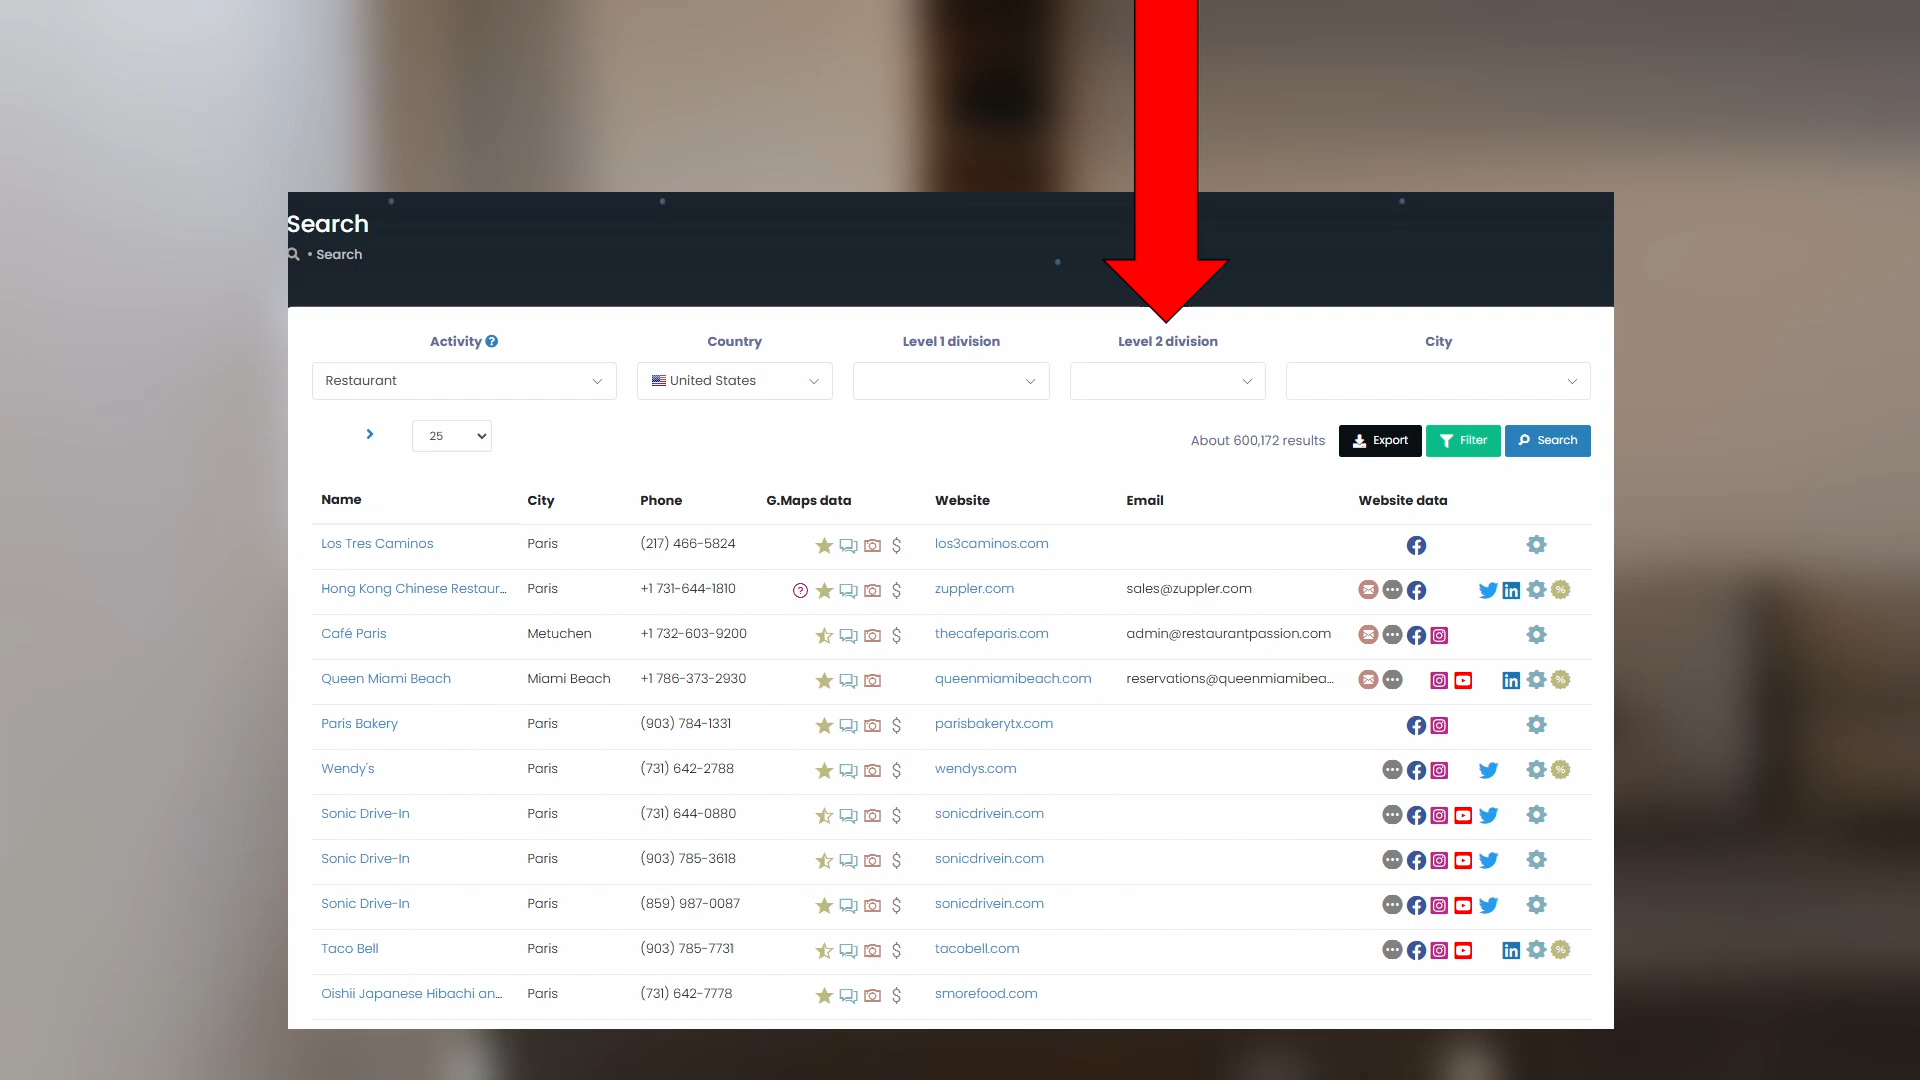 Search
• Search
Activity ?
Country
Level 1 division
Level 2 division
City
Restaurant
United States
25
About 600,172 results
Export
Filter
Search
Name
City
Phone
G.Maps data
Website
Email
Website data
Los Tres Caminos
Paris
(217) 466-5824
$
los3caminos.com
Hong Kong Chinese Restaur...
Paris
+1 731-644-1810
? $
zuppler.com
sales@zuppler.com
in %
Café Paris
Metuchen
+1 732-603-9200
$
thecafeparis.com
admin@restaurantpassion.com
Queen Miami Beach
Miami Beach
+1 786-373-2930
queenmiamibeach.com
reservations@queenmiamibea...
in %
Paris Bakery
Paris
(903) 784-1331
$
parisbakerytx.com
Wendy's
Paris
(731) 642-2788
$
wendys.com
%
Sonic Drive-In
Paris
(731) 644-0880
$
sonicdrivein.com
Sonic Drive-In
Paris
(903) 785-3618
$
sonicdrivein.com
Sonic Drive-In
Paris
(859) 987-0087
$
sonicdrivein.com
Taco Bell
Paris
(903) 785-7731
$
tacobell.com
in %
Oishii Japanese Hibachi an...
Paris
(731) 642-7778
$
smorefood.com